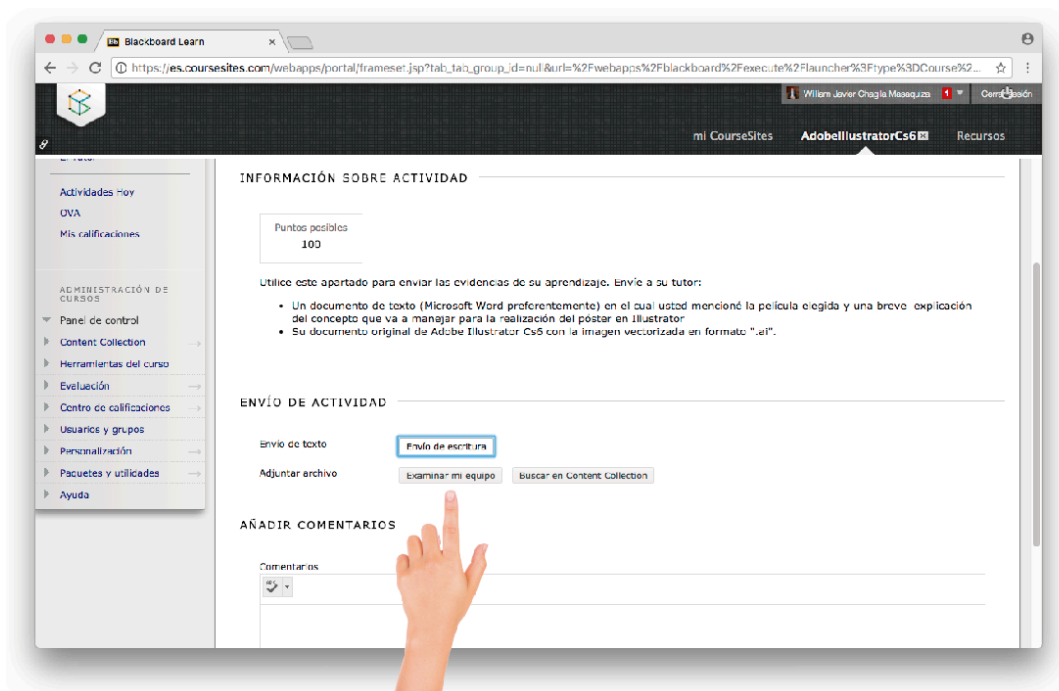 Blackboard Learn
https://es.coursesites.com/webapps/portal/frameset.jsp?tab_tab_group_id=null&url=%2Fwebapps%2Fblackboard%2Fexecute%2Flauncher%3Ftype%3DCourse%2...
Willam Javier Chagla Masaquiza 1
mi CourseSites AdobeIllustratorCs6 Recursos
Actividades Hoy
OVA
Mis calificaciones
ADMINISTRACIÓN DE
CURSOS
Panel de control
Content Collection
Herramientas del curso
Evaluación
Centro de calificaciones
Usuarios y grupos
Personalización
Paquetes y utilidades
Ayuda
INFORMACIÓN SOBRE ACTIVIDAD
Puntos posibles
100
Utilice este apartado para enviar las evidencias de su aprendizaje. Envíe a su tutor:
• Un documento de texto (Microsoft Word preferentemente) en el cual usted mencionó la película elegida y una breve explicación
del concepto que va a manejar para la realización del póster en Illustrator
• Su documento original de Adobe Illustrator Cs6 con la imagen vectorizada en formato ".ai".
ENVÍO DE ACTIVIDAD
Envío de texto Envío de escritura
Adjuntar archivo Examinar mi equipo Buscar en Content Collection
AÑADIR COMENTARIOS
Comentarios